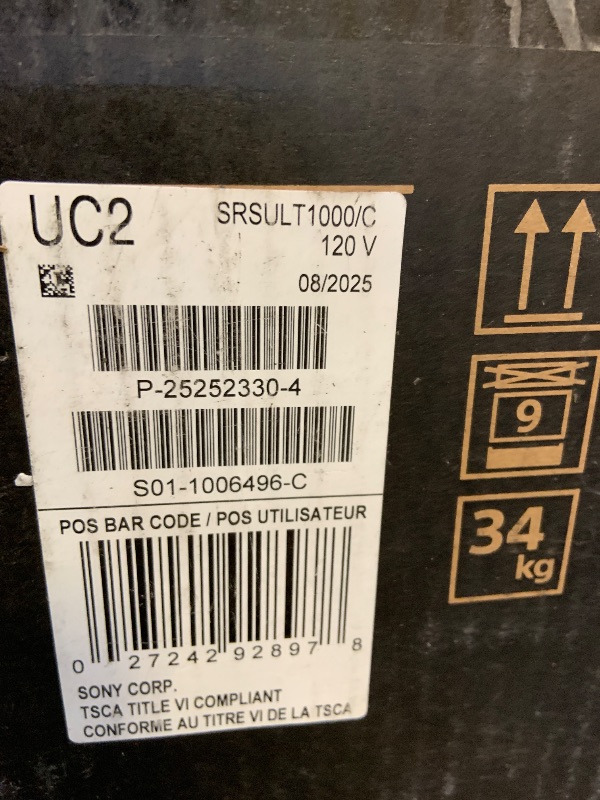 UC2
SRSULT1000/C
120 V
08/2025
P-25252330-4
S01-1006496-C
POS BAR CODE / POS UTILISATEUR
0 27242 92897 8
SONY CORP.
TSCA TITLE VI COMPLIANT
CONFORME AU TITRE VI DE LA TSCA
9
34
kg